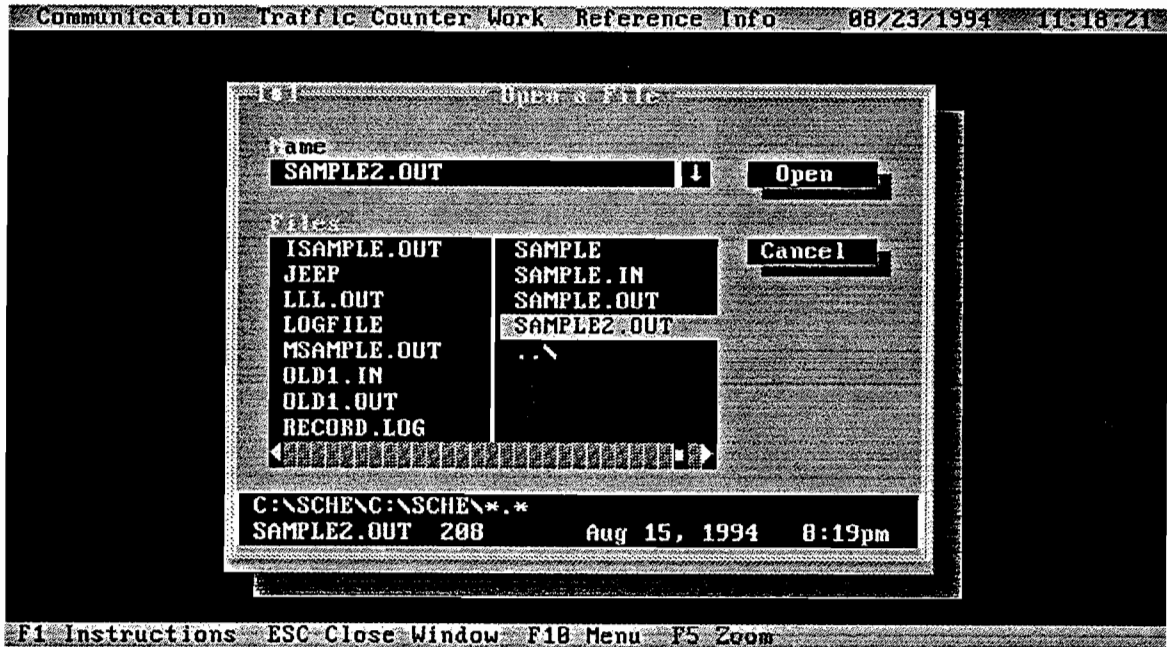 Communication Traffic Counter Work Reference Info 08/23/1994 11:18:21
Open a File
Name
SAMPLE2.OUT
Open
Files
ISAMPLE.OUT SAMPLE
Cancel
JEEP SAMPLE.IN
LLL.OUT SAMPLE.OUT
LOGFILE SAMPLE2.OUT
MSAMPLE.OUT ..\
OLD1.IN
OLD1.OUT
RECORD.LOG
C:\SCHE\C:\SCHE\*.*
SAMPLE2.OUT 208 Aug 15, 1994 8:19pm
F1 Instructions ESC Close Window F10 Menu F5 Zoom